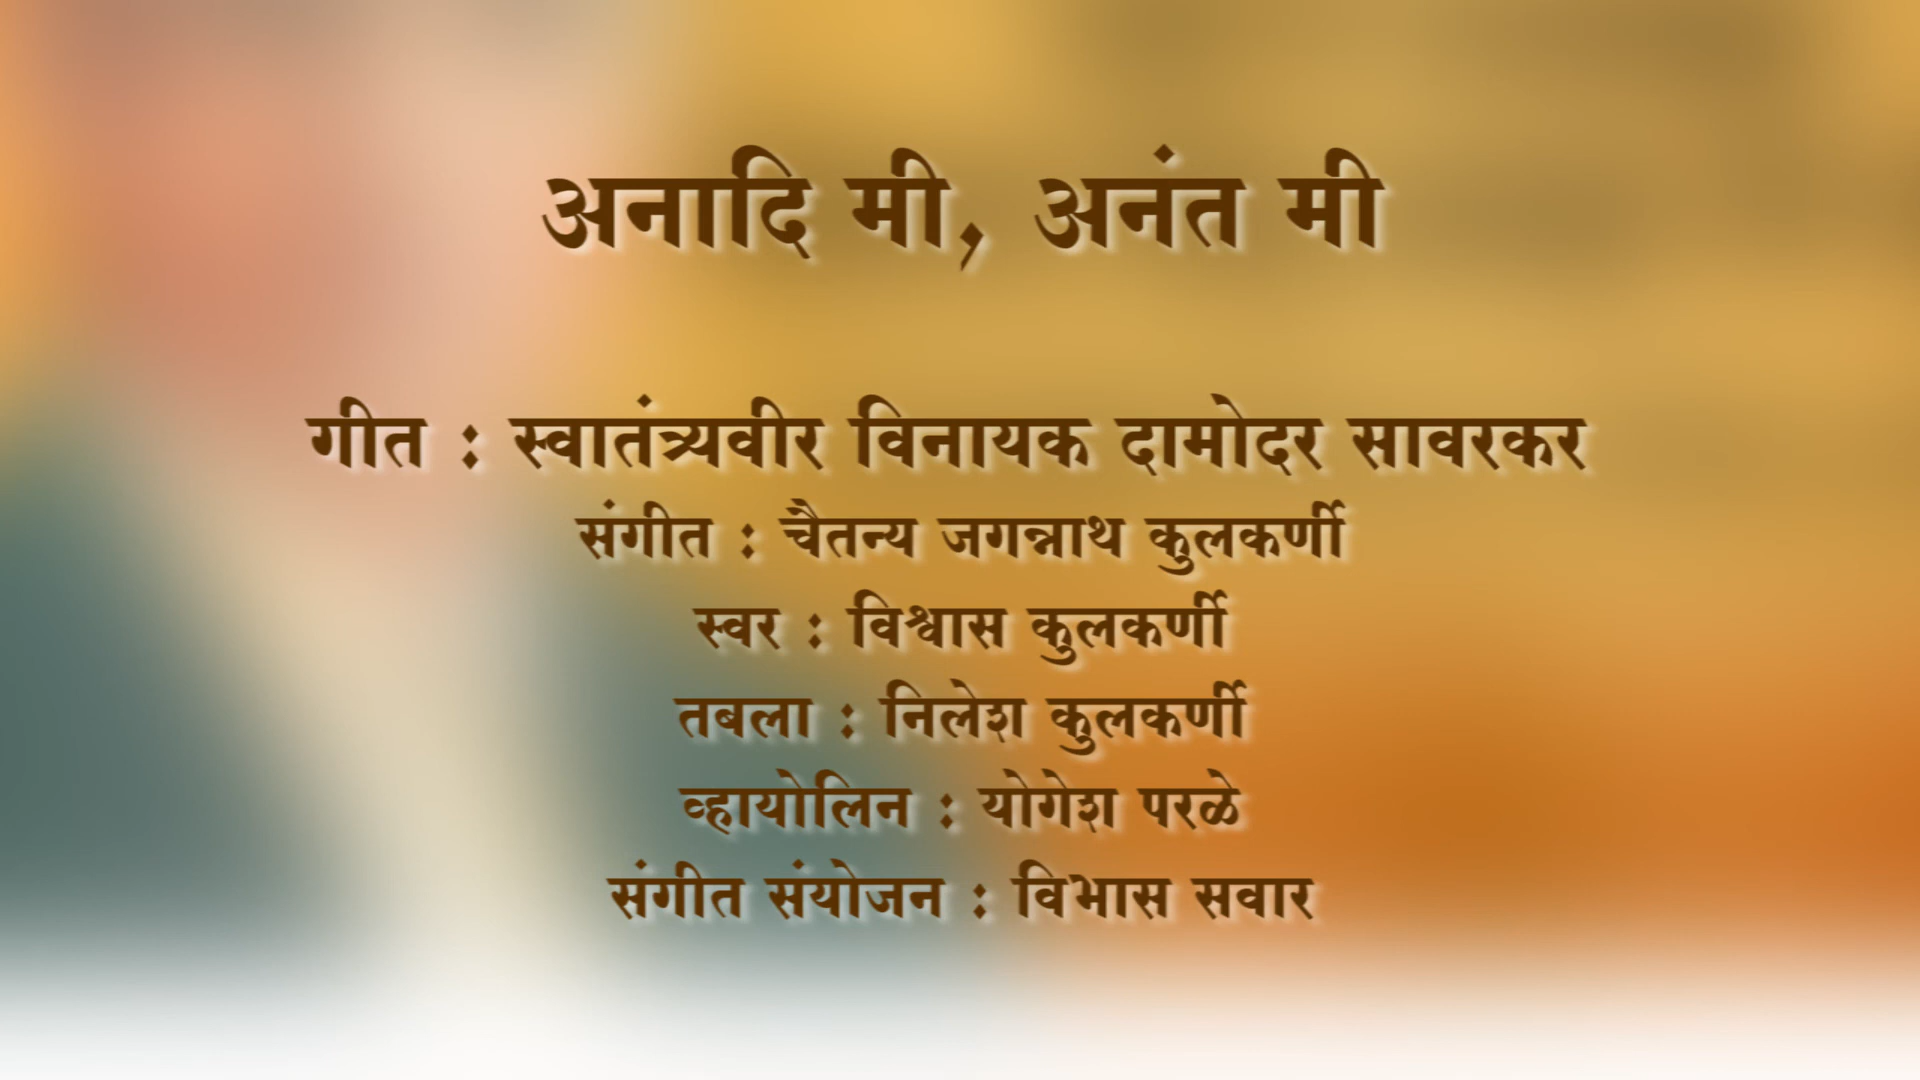 अनादि मी, अनंत मी
गीत : स्वातंत्र्यवीर विनायक दामोदर सावरकर
संगीत : चैतन्य जगन्नाथ कुलकर्णी
स्वर : विश्वास कुलकर्णी
तबला : निलेश कुलकर्णी
व्हायोलिन : योगेश परळे
संगीत संयोजन : विभास सवार